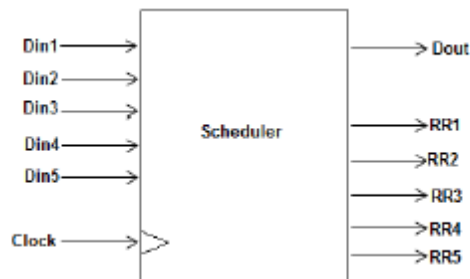 Din1
Din2
Din3
Din4
Din5
Clock
Scheduler
Dout
RR1
RR2
RR3
RR4
RR5